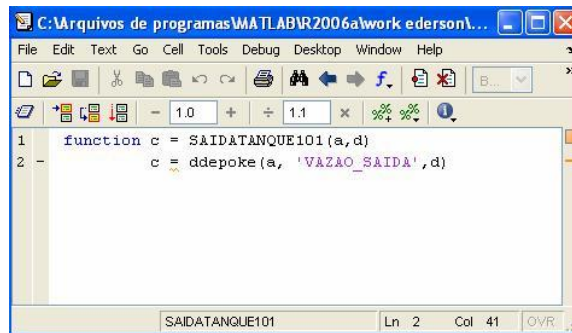 C:\Arquivos de programas\MATLAB\R2006a\work ederson\...
File Edit Text Go Cell Tools Debug Desktop Window Help
B...
- 1.0 + ÷ 1.1 ×
1 function c = SAIDATANQUE101(a,d)
2 - c = ddepoke(a, 'VAZAO_SAIDA',d)
SAIDATANQUE101 Ln 2 Col 41 OVR